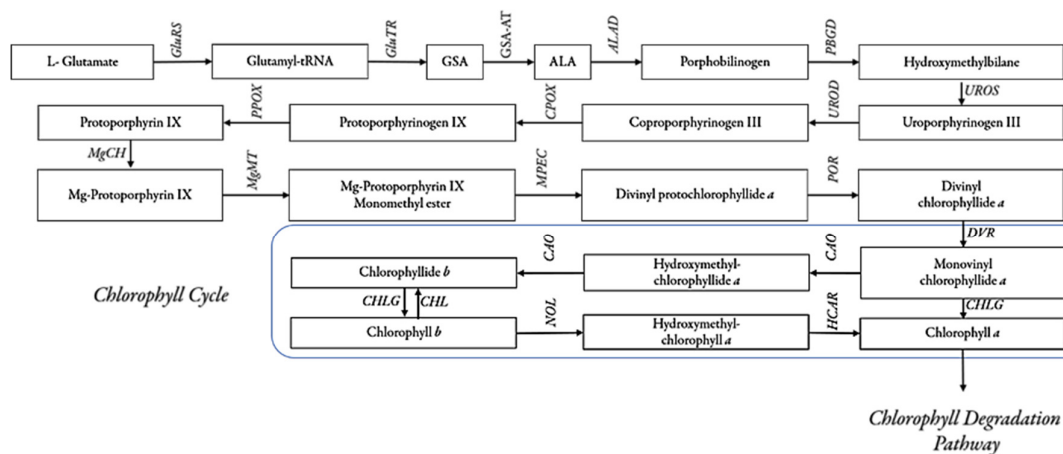 GluRS
GluTR
GSA-AT
ALAD
PBGD
L- Glutamate
Glutamyl-tRNA
GSA
ALA
Porphobilinogen
Hydroxymethylbilane
UROS
PPOX
CPOX
UROD
Protoporphyrin IX
Protoporphyrinogen IX
Coproporphyrinogen III
Uroporphyrinogen III
MgCH
MgMT
MPEC
POR
Mg-Protoporphyrin IX
Mg-Protoporphyrin IX
Monomethyl ester
Divinyl protochlorophyllide a
Divinyl
chlorophyllide a
DVR
CAO
CAO
Chlorophyllide b
Hydroxymethyl-
chlorophyllide a
Monovinyl
chlorophyllide a
Chlorophyll Cycle
CHLG
CHL
CHLG
NOL
HCAR
Chlorophyll b
Hydroxymethyl-
chlorophyll a
Chlorophyll a
Chlorophyll Degradation
Pathway